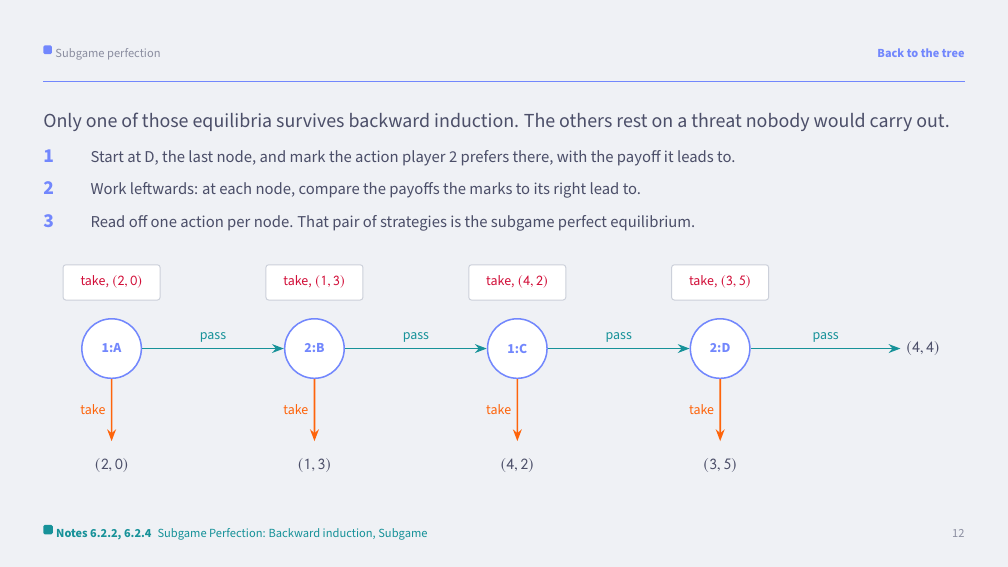 Subgame perfection
Back to the tree
Only one of those equilibria survives backward induction. The others rest on a threat nobody would carry out.
1 Start at D, the last node, and mark the action player 2 prefers there, with the payoff it leads to.
2 Work leftwards: at each node, compare the payoffs the marks to its right lead to.
3 Read off one action per node. That pair of strategies is the subgame perfect equilibrium.
take, (2, 0) take, (1, 3) take, (4, 2) take, (3, 5)
pass pass pass pass
1:A 2:B 1:C 2:D (4, 4)
take take take take
(2, 0) (1, 3) (4, 2) (3, 5)
Notes 6.2.2, 6.2.4 Subgame Perfection: Backward induction, Subgame
12